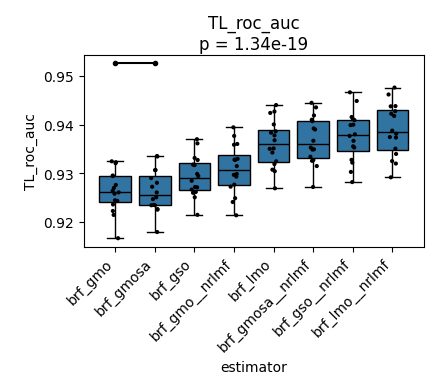 TL_roc_auc
p = 1.34e-19
TL_roc_auc
0.95
0.94
0.93
0.92
brf_gmo
brf_gmosa
brf_gso
brf_gmo__nrlmf
brf_lmo
brf_gmosa__nrlmf
brf_gso__nrlmf
brf_lmo__nrlmf
estimator